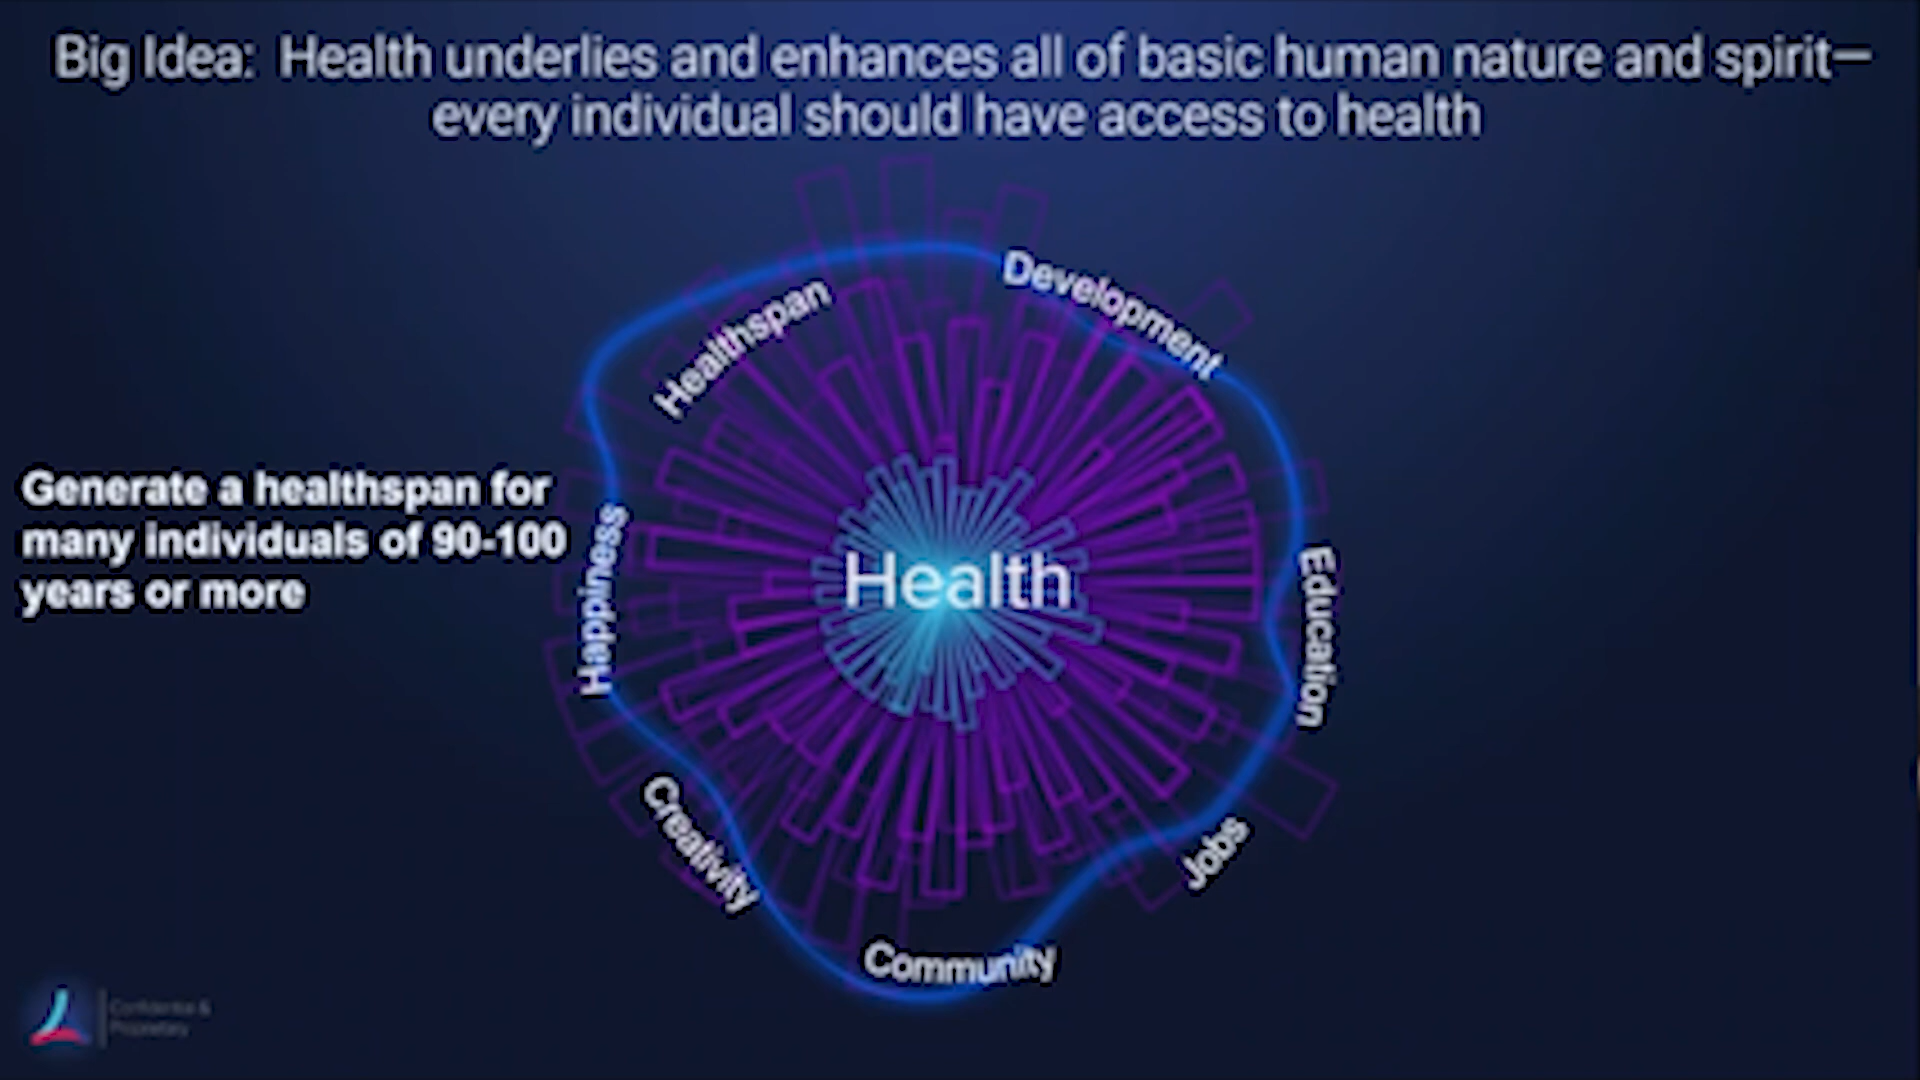 Big Idea: Health underlies and enhances all of basic human nature and spirit—
every individual should have access to health
Development
Healthspan
Generate a healthspan for
many individuals of 90-100
years or more
Happiness
Health
Education
Creativity
Jobs
Community
Confidential &
Proprietary